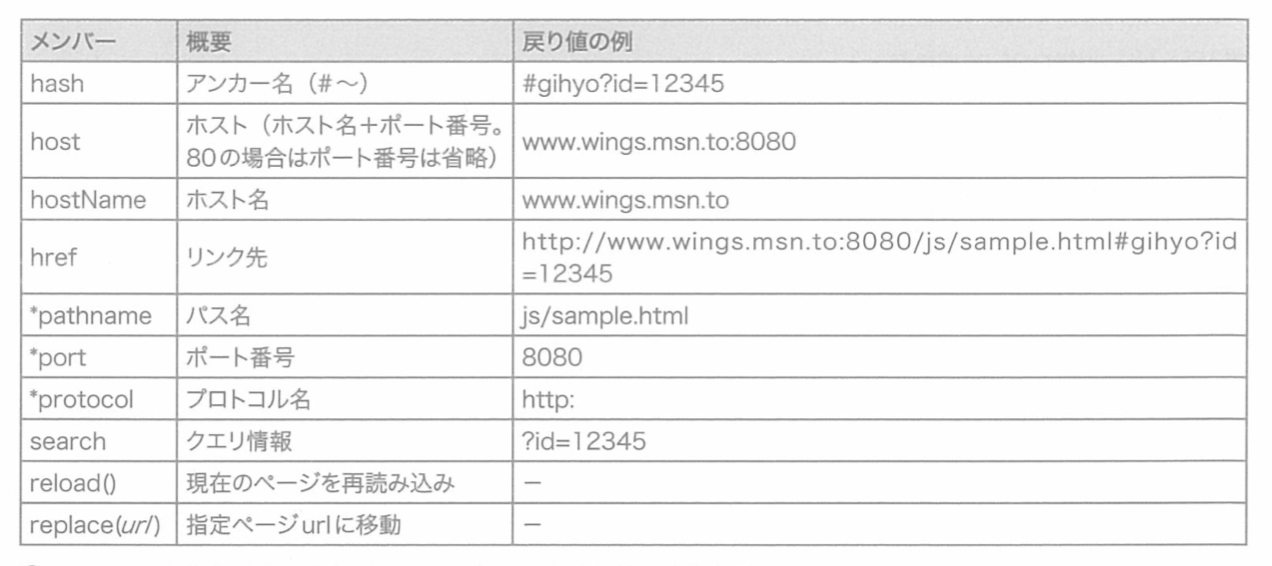 メンバー 概要 戻り値の例
hash アンカー名（#～） #gihyo?id=12345
host ホスト（ホスト名＋ポート番号。
80の場合はポート番号は省略） www.wings.msn.to:8080
hostName ホスト名 www.wings.msn.to
href リンク先 http://www.wings.msn.to:8080/js/sample.html#gihyo?id
=12345
*pathname パス名 js/sample.html
*port ポート番号 8080
*protocol プロトコル名 http:
search クエリ情報 ?id=12345
reload() 現在のページを再読み込み －
replace(url) 指定ページurlに移動 －